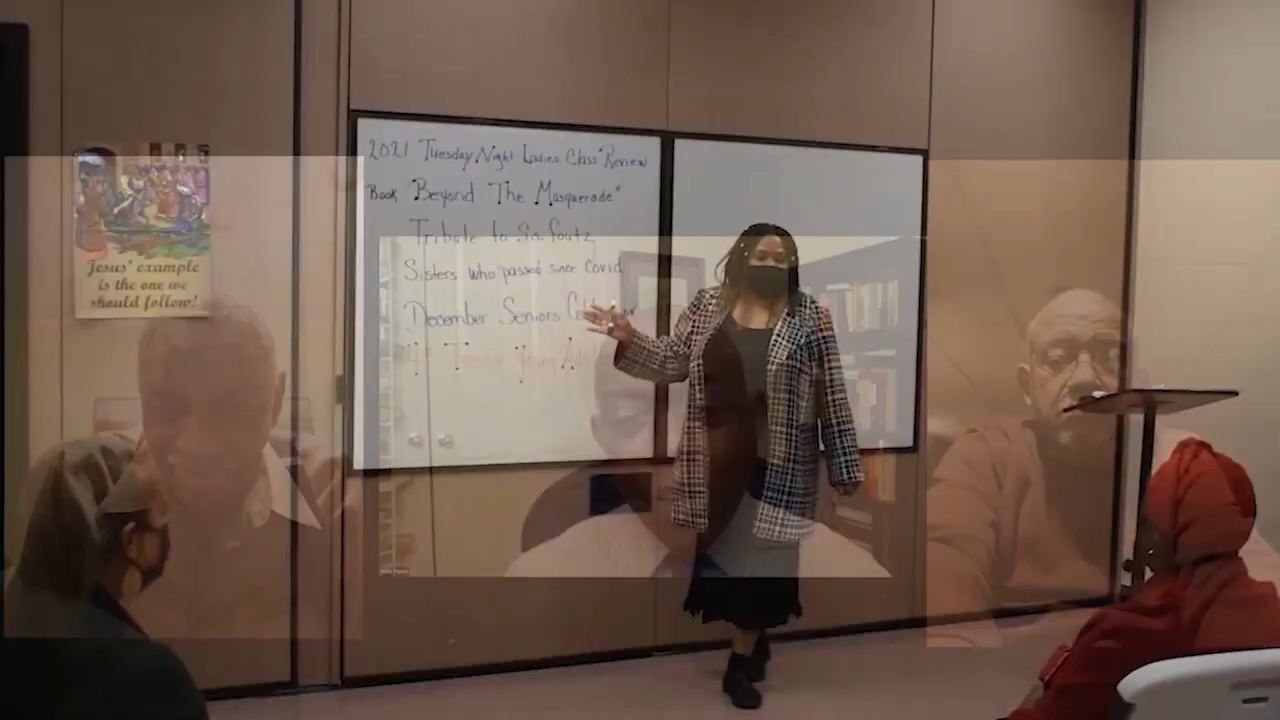 2021 Tuesday Night Ladies Class Review
Book "Beyond The Masquerade"
Tribute to Sis. Foutz
Sisters who passed since Covid
December Seniors
Jesus' example
is the one we
should follow!